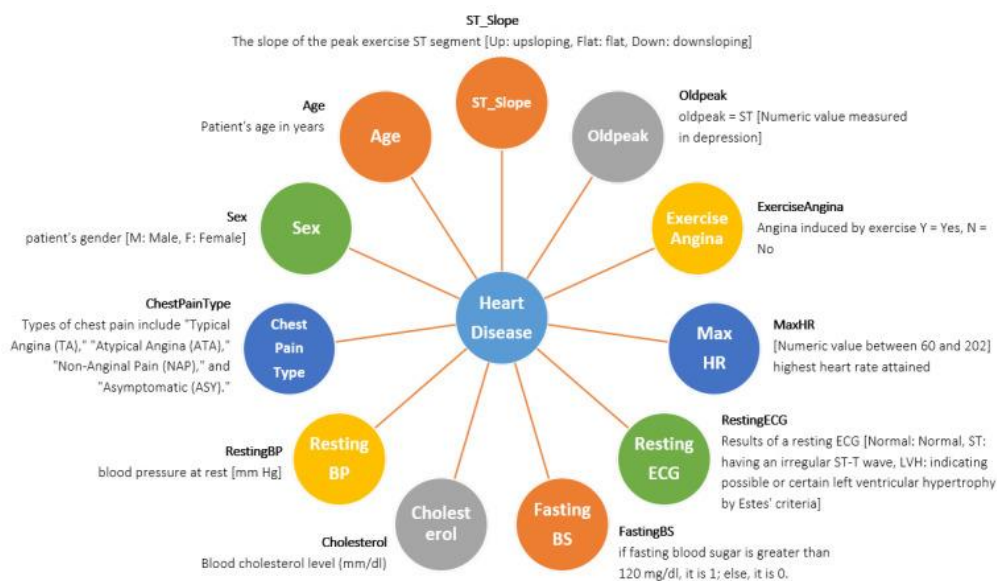 ST_Slope
The slope of the peak exercise ST segment [Up: upsloping, Flat: flat, Down: downsloping]
ST_Slope
Oldpeak
oldpeak = ST [Numeric value measured
in depression]
Oldpeak
Age
Patient's age in years
Age
Sex
patient's gender [M: Male, F: Female]
Sex
Exercise
Angina
ExerciseAngina
Angina induced by exercise Y = Yes, N =
No
Heart
Disease
ChestPainType
Types of chest pain include "Typical
Angina (TA)," "Atypical Angina (ATA),"
"Non-Anginal Pain (NAP)," and
"Asymptomatic (ASY)."
Chest
Pain
Type
Max
HR
MaxHR
[Numeric value between 60 and 202]
highest heart rate attained
RestingBP
blood pressure at rest [mm Hg]
Resting
BP
Resting
ECG
RestingECG
Results of a resting ECG [Normal: Normal, ST:
having an irregular ST-T wave, LVH: indicating
possible or certain left ventricular hypertrophy
by Estes' criteria]
Cholesterol
Blood cholesterol level (mm/dl)
Cholest
erol
Fasting
BS
FastingBS
if fasting blood sugar is greater than
120 mg/dl, it is 1; else, it is 0.